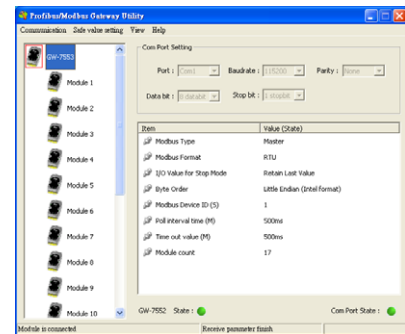 Profibus/Modbus Gateway Utility
Communication Safe value setting View Help
GW-7553
Module 1
Module 2
Module 3
Module 4
Module 5
Module 6
Module 7
Module 8
Module 9
Module 10
Com Port Setting
Port : Com1 Baudrate : 115200 Parity : None
Data bit : 8 databit Stop bit : 1 stopbit
Item Value (State)
Modbus Type Master
Modbus Format RTU
I/O Value for Stop Mode Retain Last Value
Byte Order Little Endian (Intel format)
Modbus Device ID (S) 1
Poll interval time (M) 500ms
Time out value (M) 500ms
Module count 17
GW-7552 State : Com Port State :
Module is connected Receive parameter finish